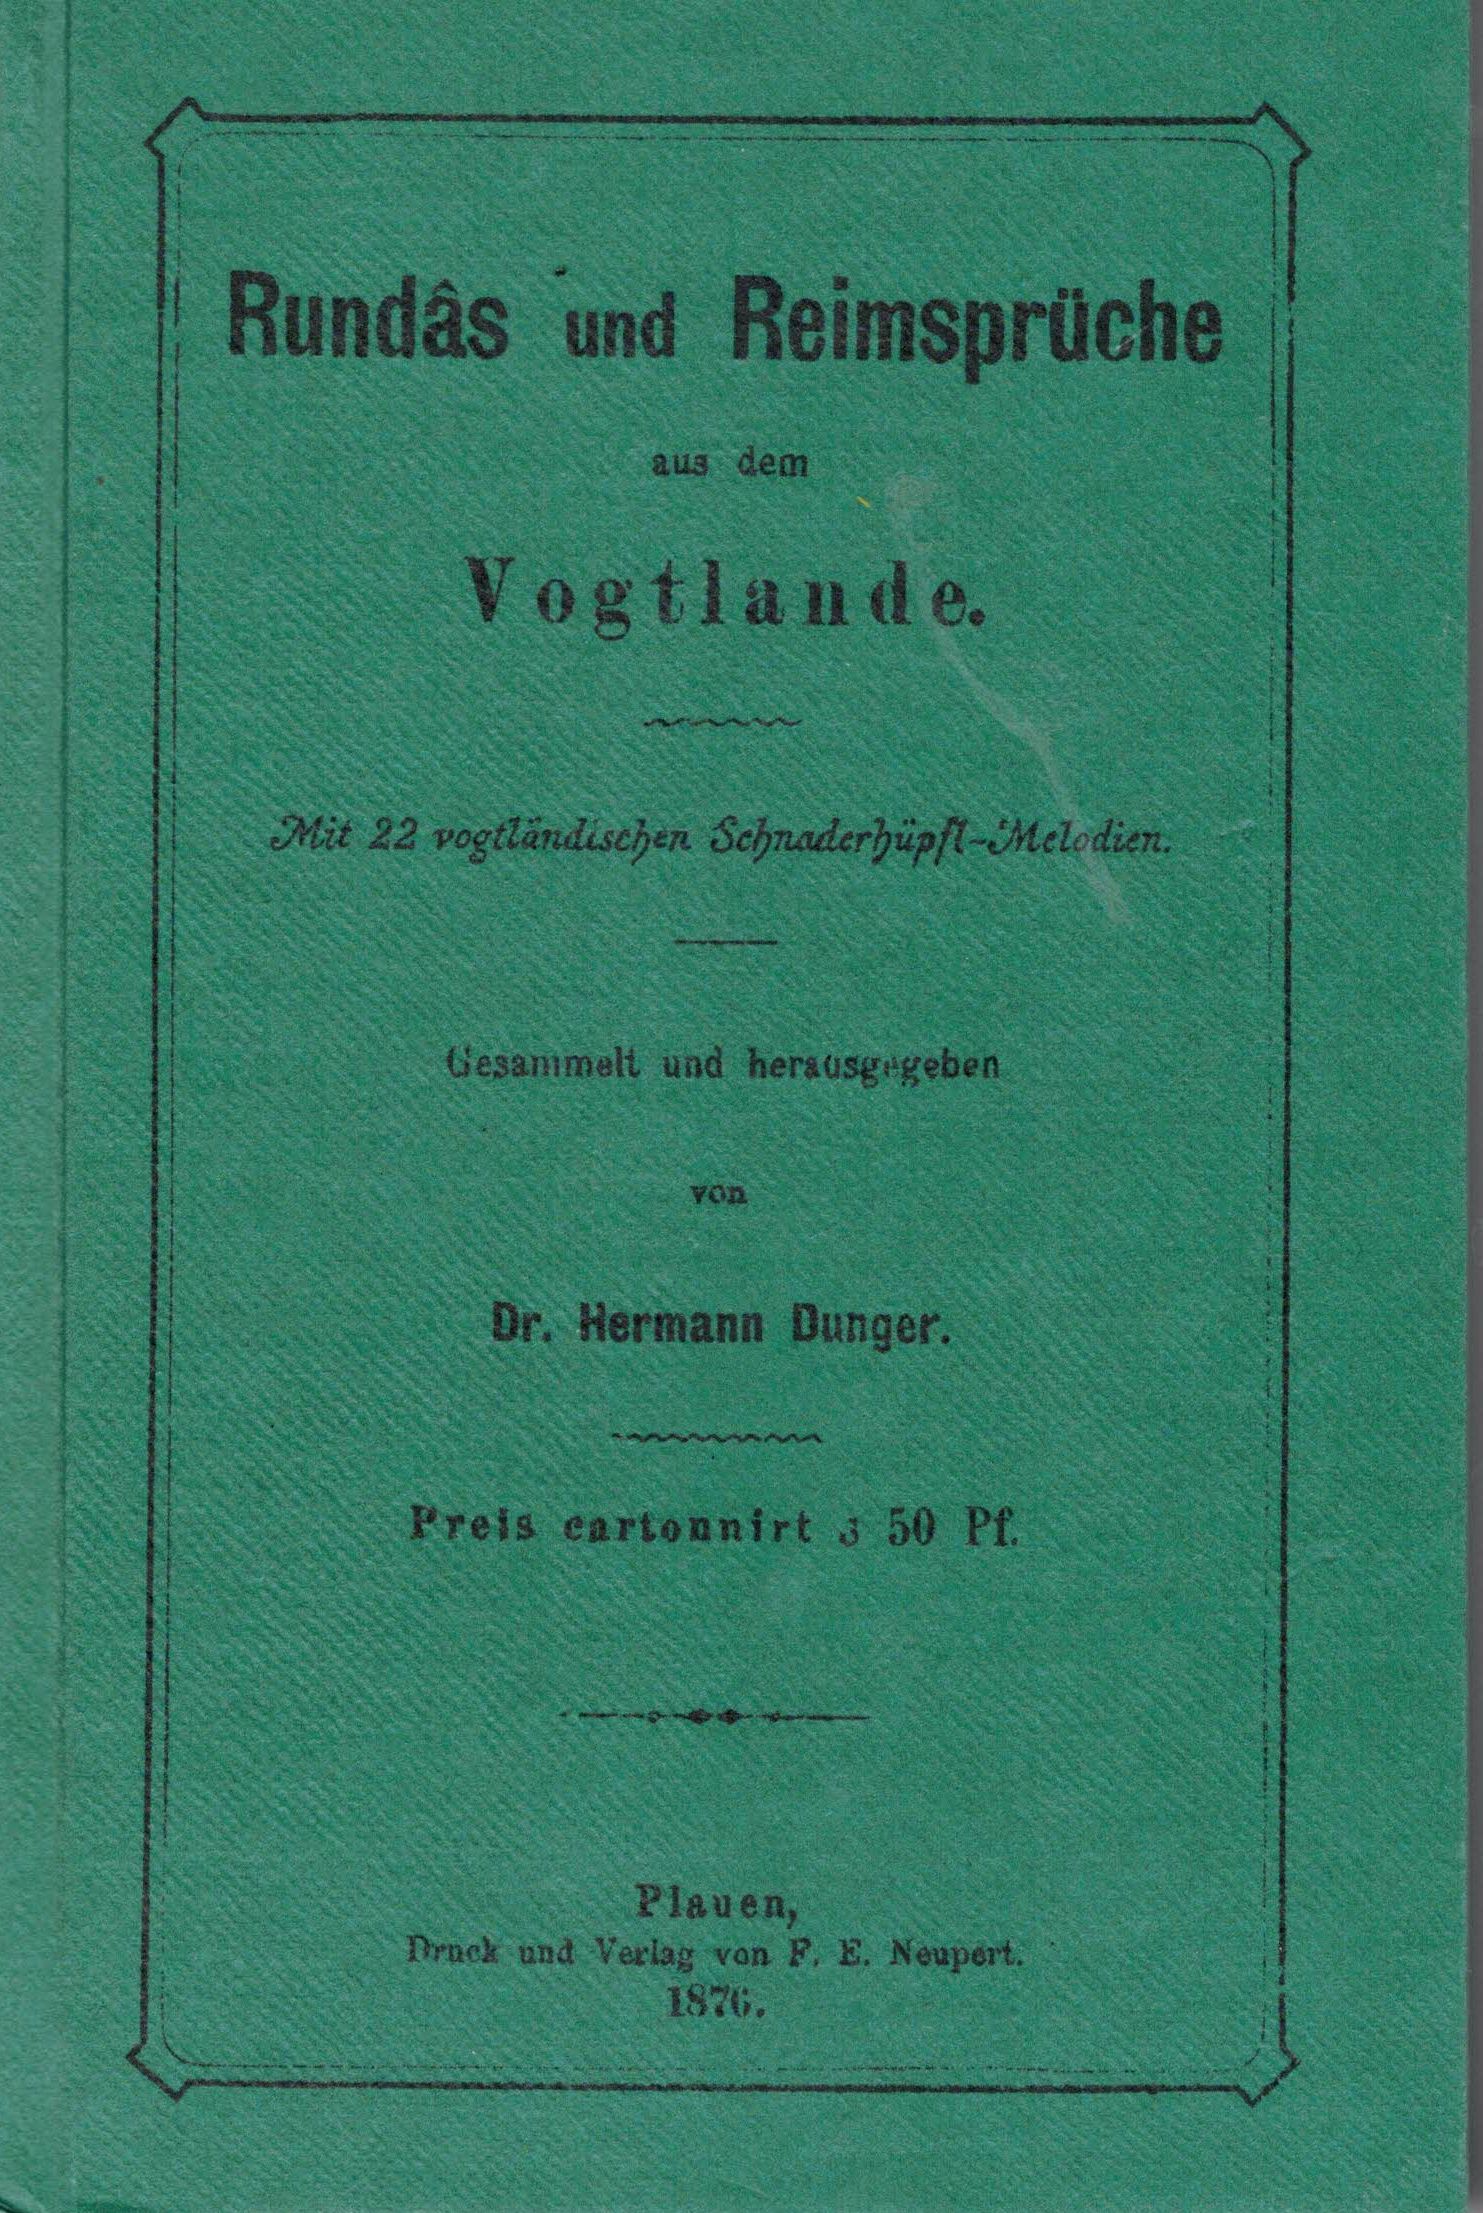 Rundâs und Reimsprüche
aus dem
Vogtlande.
Mit 22 vogtländischen Schnaderhüpfl-Melodien.
Gesammelt und herausgegeben
von
Dr. Hermann Dunger.
Preis cartonnirt 3 50 Pf.
Plauen,
Druck und Verlag von F. E. Neupert.
1876.